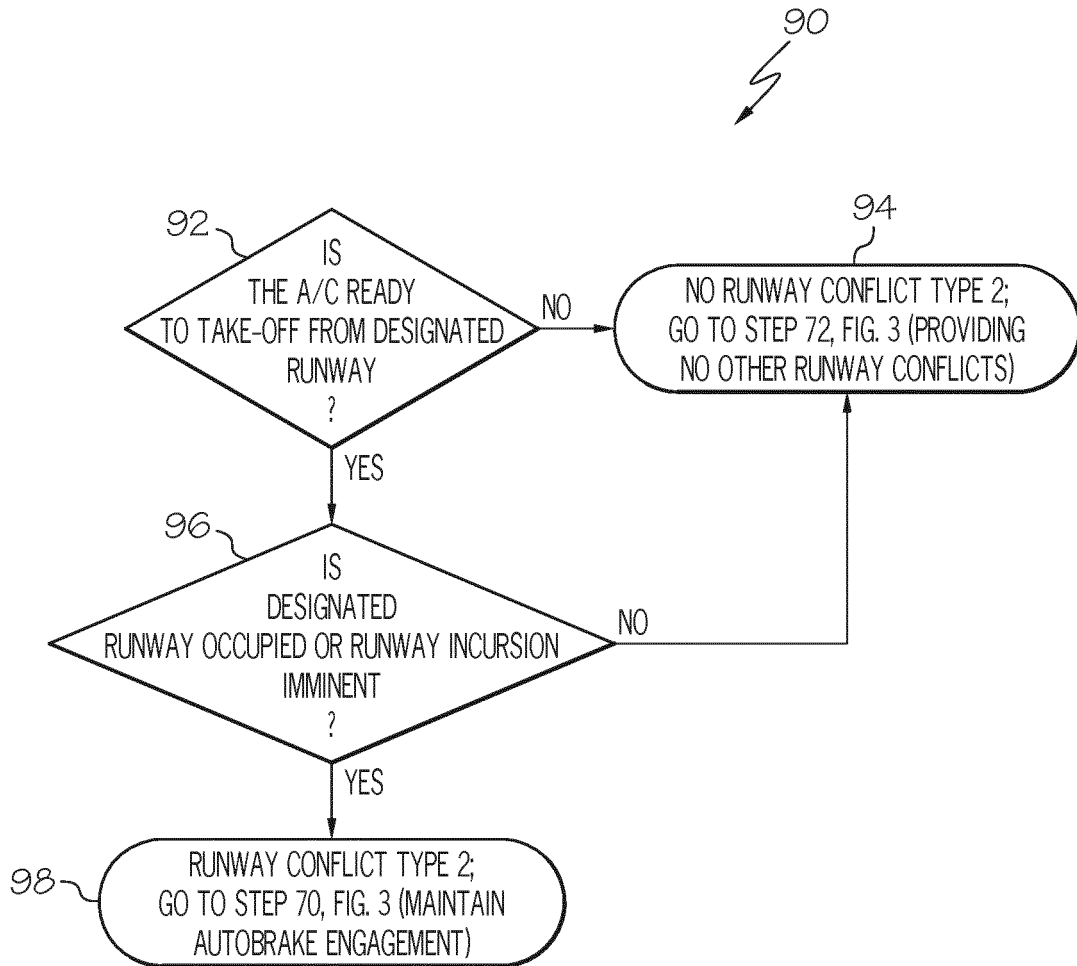 90
92
IS
THE A/C READY
TO TAKE-OFF FROM DESIGNATED
RUNWAY
?
NO
94
NO RUNWAY CONFLICT TYPE 2;
GO TO STEP 72, FIG. 3 (PROVIDING
NO OTHER RUNWAY CONFLICTS)
YES
96
IS
DESIGNATED
RUNWAY OCCUPIED OR RUNWAY INCURSION
IMMINENT
?
NO
YES
98
RUNWAY CONFLICT TYPE 2;
GO TO STEP 70, FIG. 3 (MAINTAIN
AUTOBRAKE ENGAGEMENT)